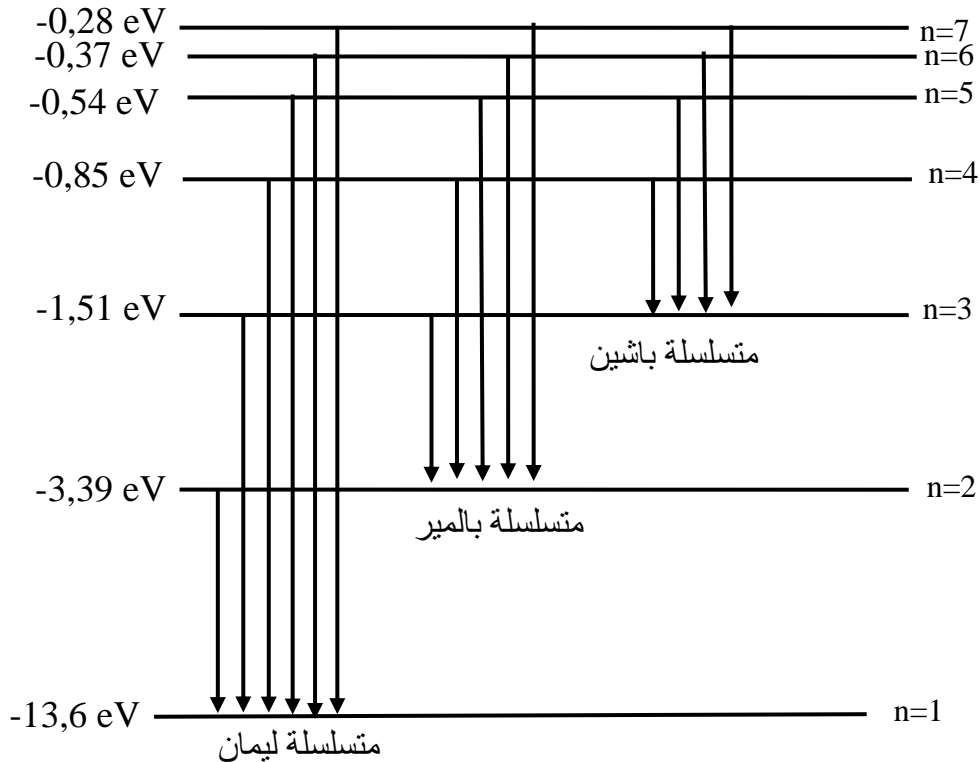 -0,28 eV n=7
-0,37 eV n=6
-0,54 eV n=5
-0,85 eV n=4
-1,51 eV n=3
متسلسلة باشين
-3,39 eV n=2
متسلسلة بالمير
-13,6 eV n=1
متسلسلة ليمان